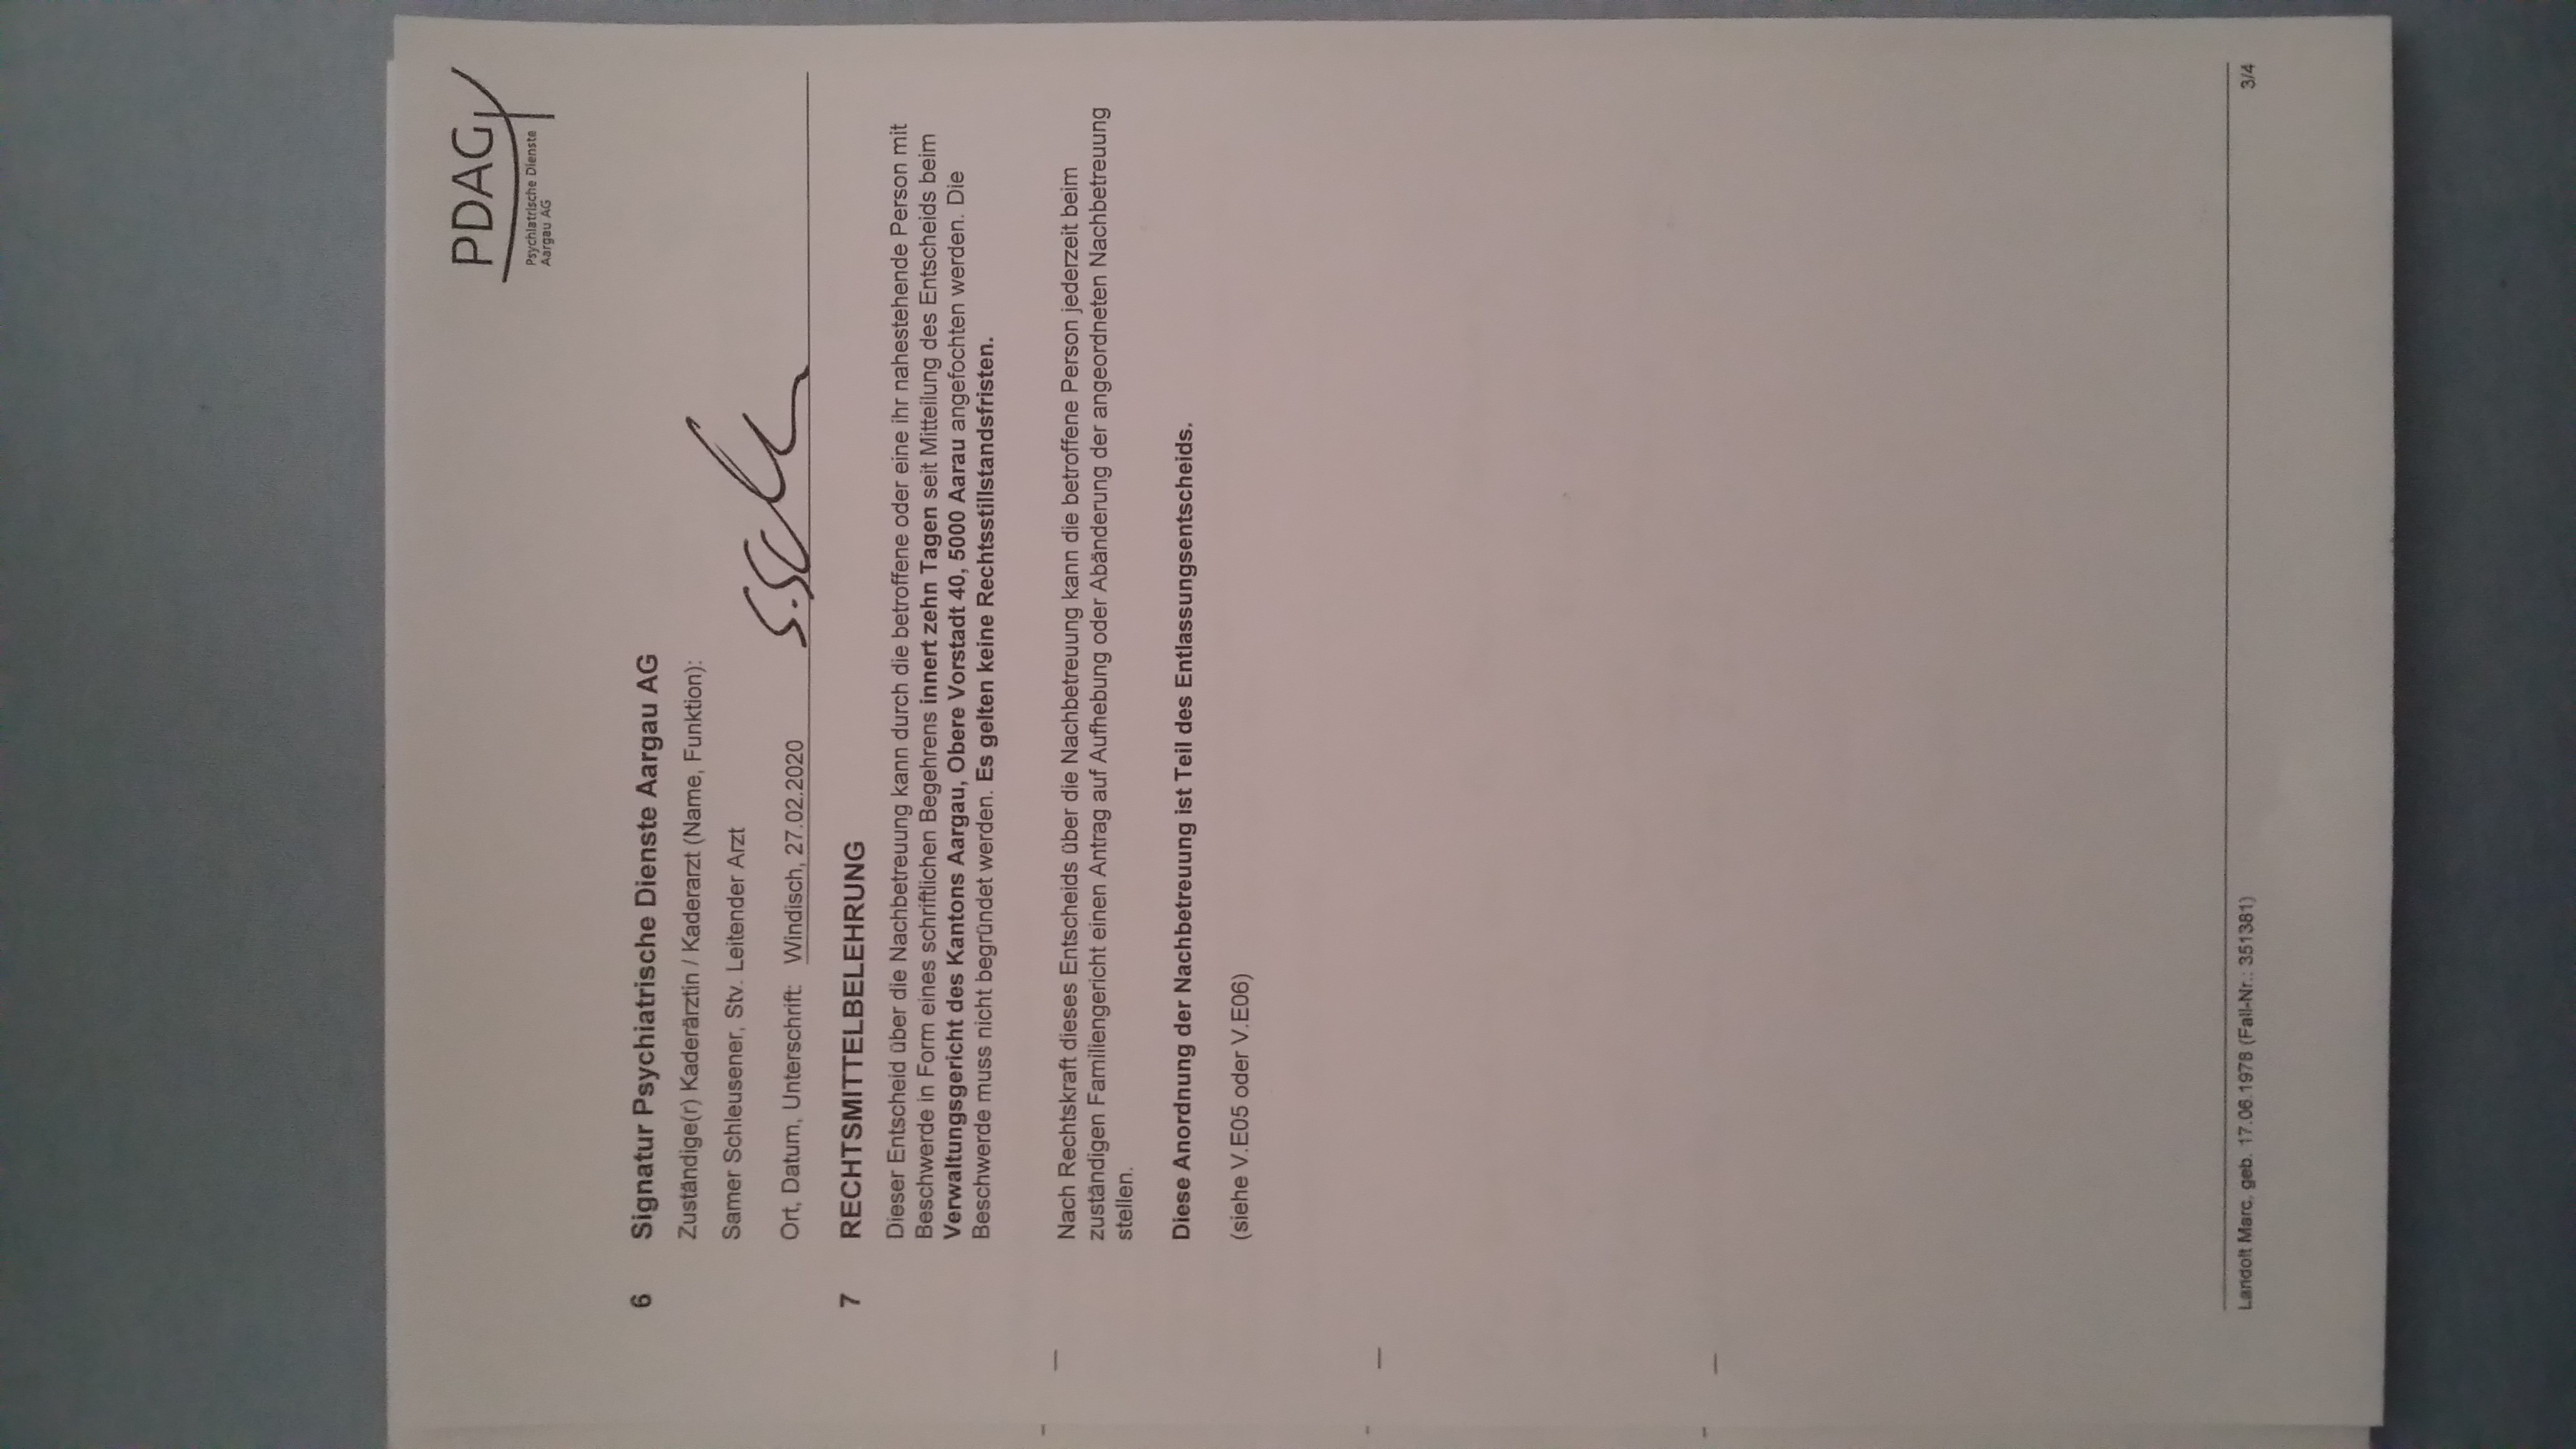 PDAG
Psychiatrische Dienste
Aargau AG
6 Signatur Psychiatrische Dienste Aargau AG
Zuständige(r) Kaderärztin / Kaderarzt (Name, Funktion):
Samer Schleusener, Stv. Leitender Arzt
Ort, Datum, Unterschrift: Windisch, 27.02.2020 S.Sch
7 RECHTSMITTELBELEHRUNG
Dieser Entscheid über die Nachbetreuung kann durch die betroffene oder eine ihr nahestehende Person mit
Beschwerde in Form eines schriftlichen Begehrens innert zehn Tagen seit Mitteilung des Entscheids beim
Verwaltungsgericht des Kantons Aargau, Obere Vorstadt 40, 5000 Aarau angefochten werden. Die
Beschwerde muss nicht begründet werden. Es gelten keine Rechtsstillstandsfristen.
Nach Rechtskraft dieses Entscheids über die Nachbetreuung kann die betroffene Person jederzeit beim
zuständigen Familiengericht einen Antrag auf Aufhebung oder Abänderung der angeordneten Nachbetreuung
stellen.
Diese Anordnung der Nachbetreuung ist Teil des Entlassungsentscheids.
(siehe V.E05 oder V.E06)
Landolt Marc, geb. 17.06.1978 (Fall-Nr.: 351381) 3/4